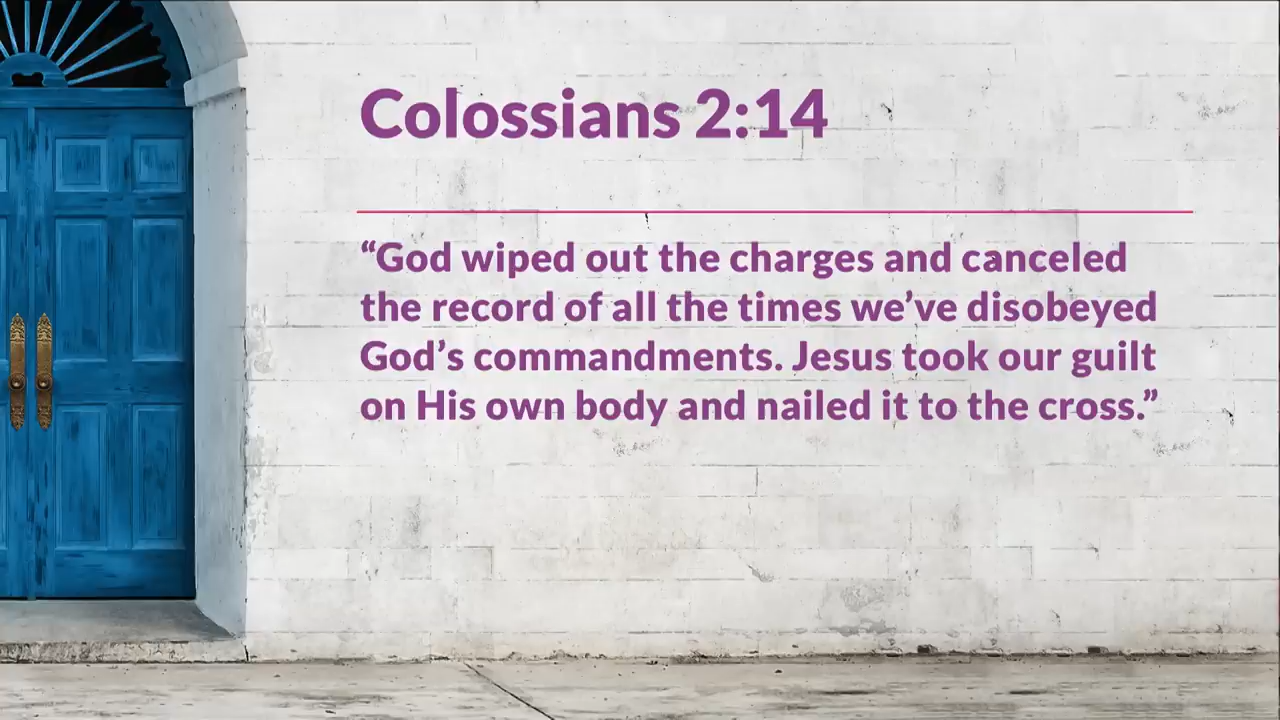 Colossians 2:14
“God wiped out the charges and canceled
the record of all the times we’ve disobeyed
God’s commandments. Jesus took our guilt
on His own body and nailed it to the cross.”